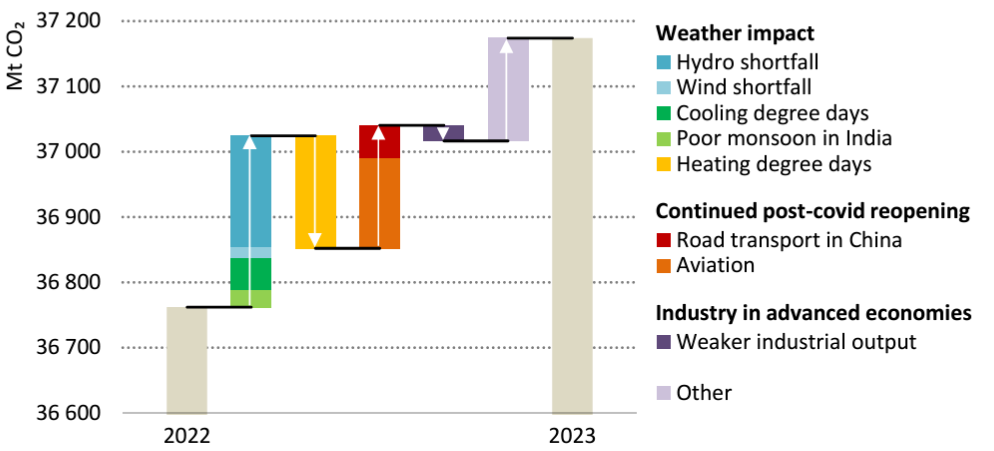 Mt CO₂
37 200
37 100
37 000
36 900
36 800
36 700
36 600
2022
2023
Weather impact
Hydro shortfall
Wind shortfall
Cooling degree days
Poor monsoon in India
Heating degree days
Continued post-covid reopening
Road transport in China
Aviation
Industry in advanced economies
Weaker industrial output
Other